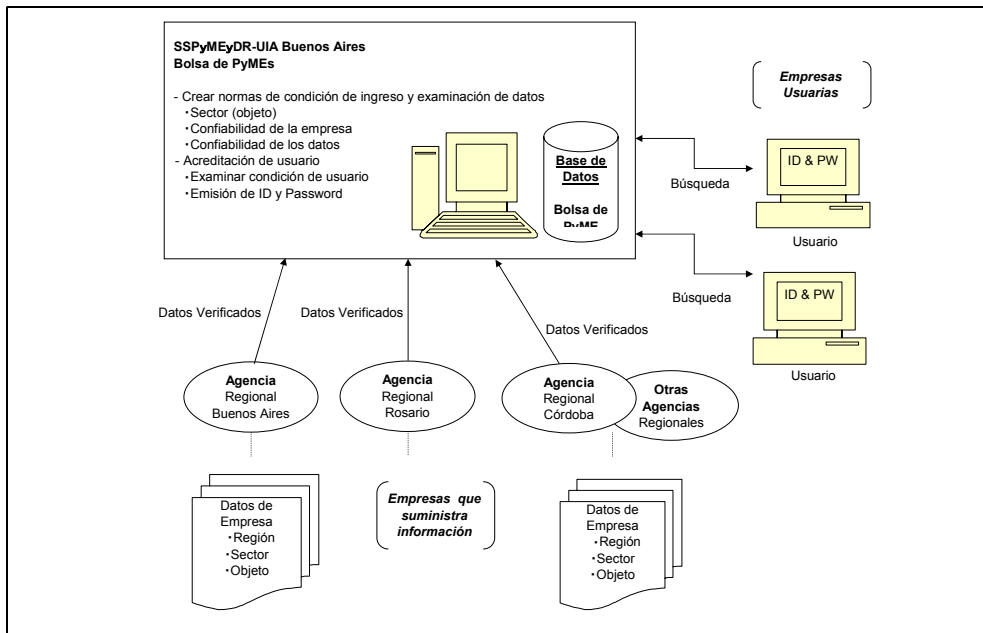 SSPyMEyDR-UIA Buenos Aires
Bolsa de PyMEs
- Crear normas de condición de ingreso y examinación de datos
・Sector (objeto)
・Confiabilidad de la empresa
・Confiabilidad de los datos
- Acreditación de usuario
・Examinar condición de usuario
・Emisión de ID y Password
Base de
Datos
Bolsa de
PyME
Empresas
Usuarias
ID & PW
Búsqueda
Usuario
ID & PW
Búsqueda
Usuario
Datos Verificados
Datos Verificados
Datos Verificados
Agencia
Regional
Buenos Aires
Agencia
Regional
Rosario
Agencia
Regional
Córdoba
Otras
Agencias
Regionales
Datos de
Empresa
・Región
・Sector
・Objeto
Empresas que
suministra
información
Datos de
Empresa
・Región
・Sector
・Objeto